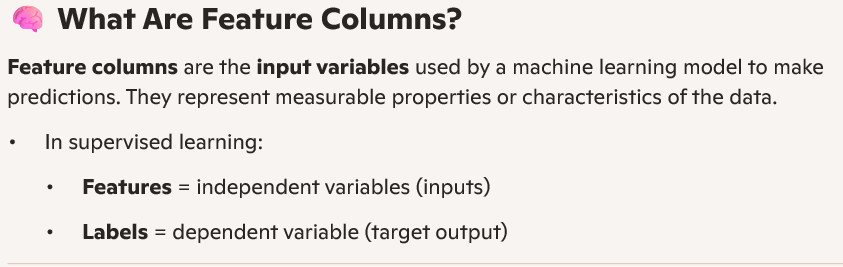 🧠 What Are Feature Columns?
Feature columns are the input variables used by a machine learning model to make
predictions. They represent measurable properties or characteristics of the data.
• In supervised learning:
• Features = independent variables (inputs)
• Labels = dependent variable (target output)